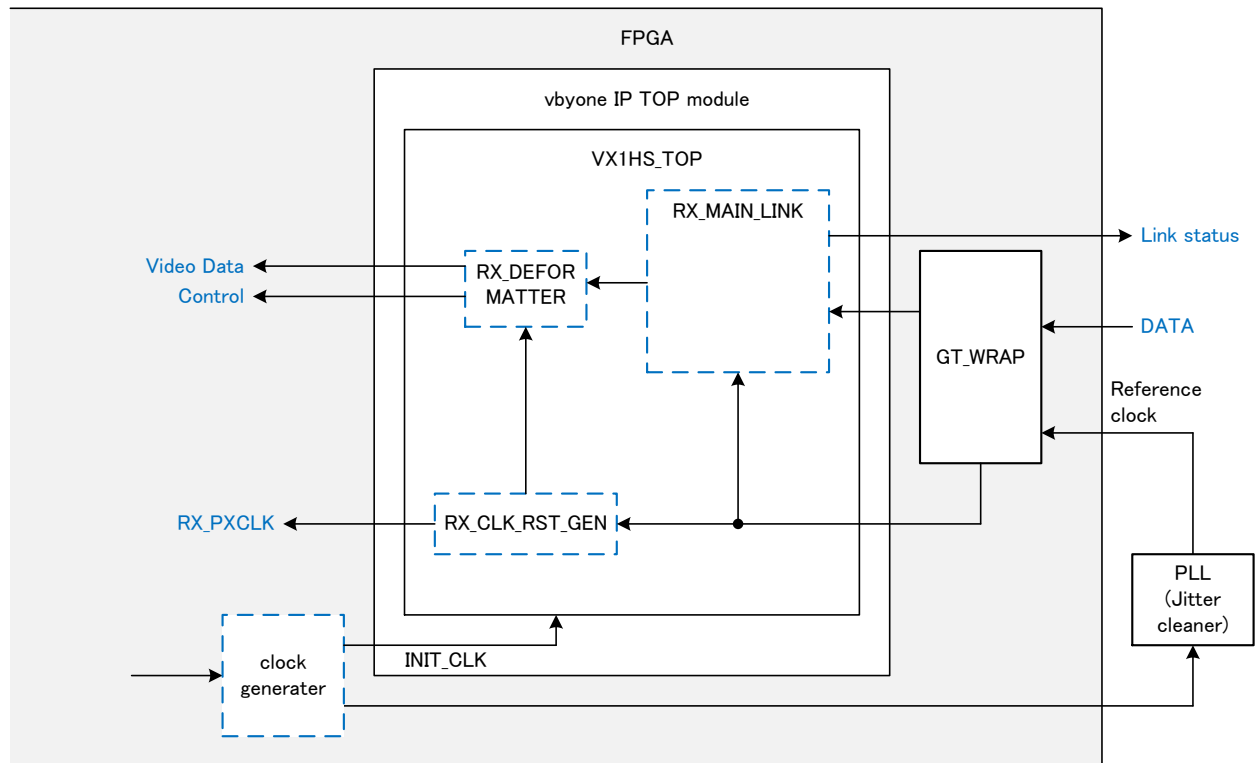 FPGA
vbyone IP TOP module
VX1HS_TOP
RX_MAIN_LINK
Link status
Video Data
Control
RX_DEFOR
MATTER
DATA
GT_WRAP
Reference
clock
RX_PXCLK
RX_CLK_RST_GEN
PLL
(Jitter
cleaner)
clock
generater
INIT_CLK